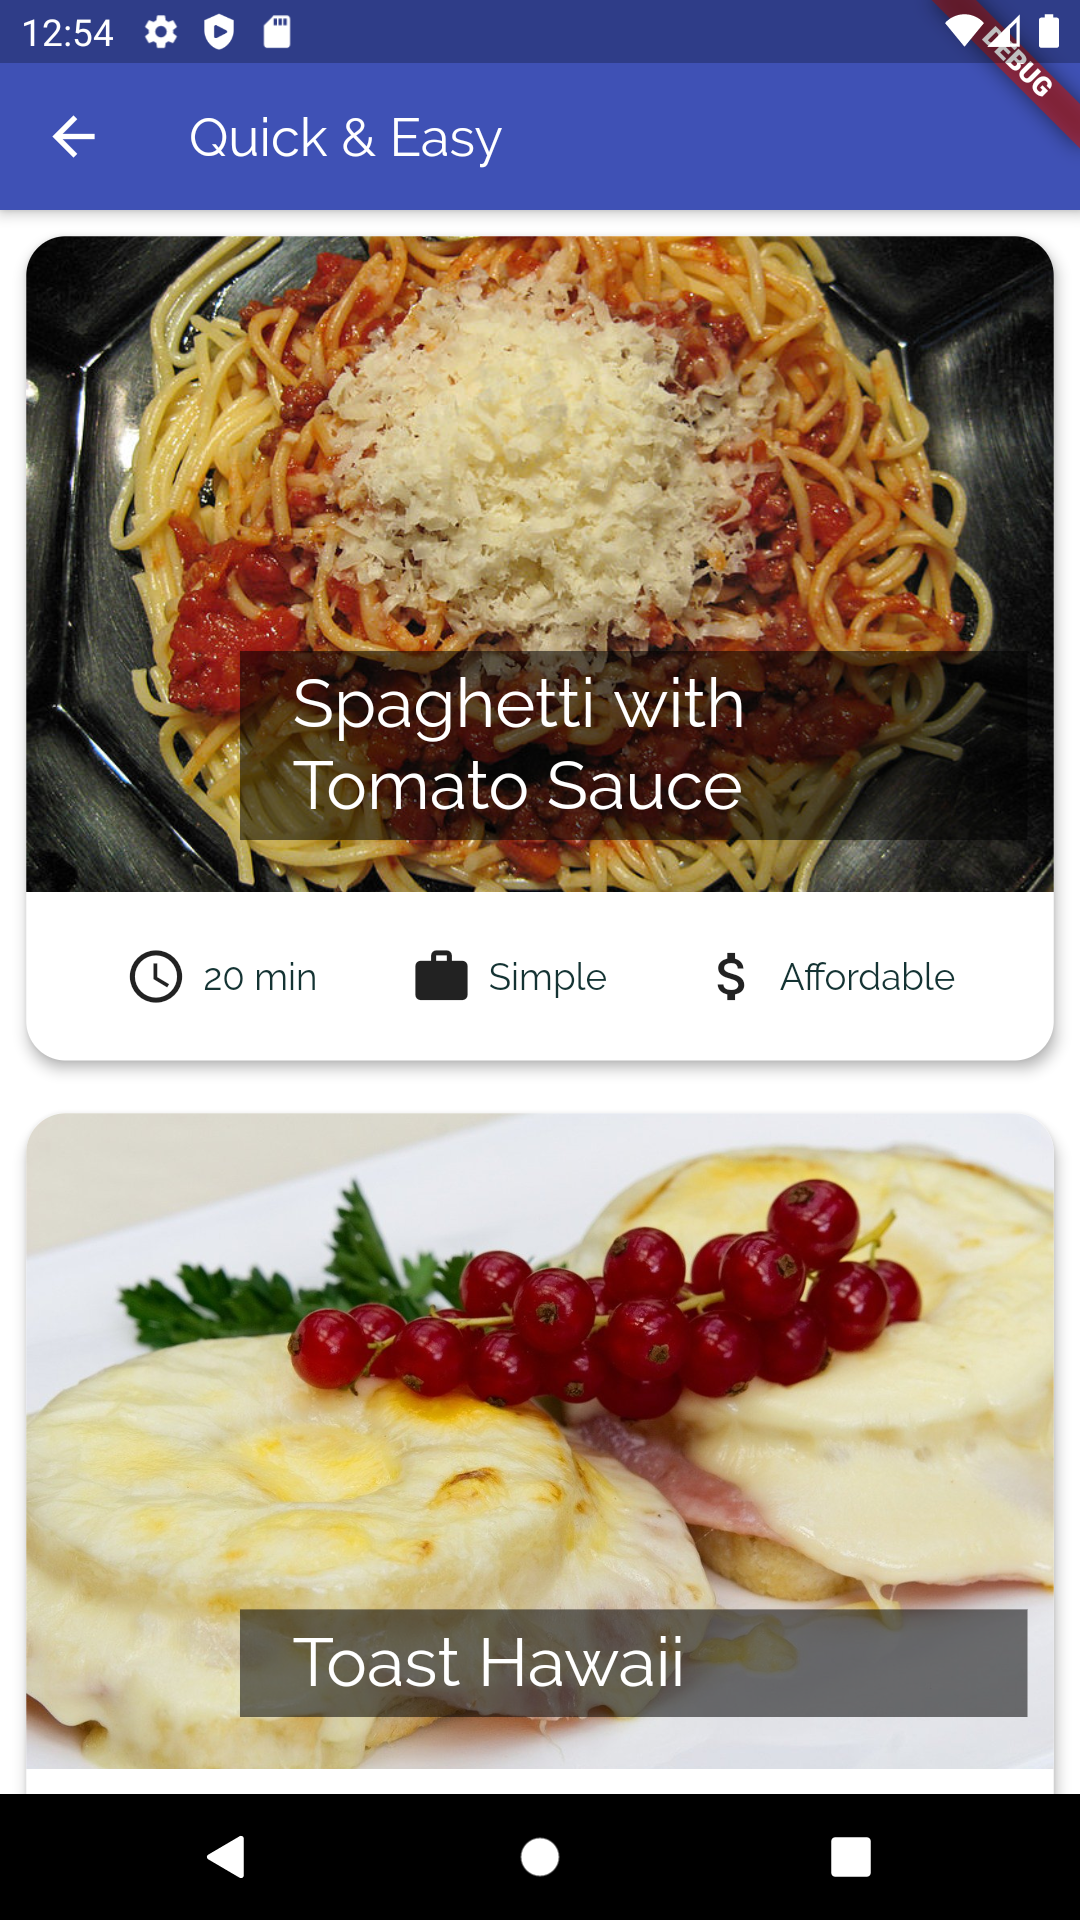 12:54
DEBUG
Quick & Easy
Spaghetti with
Tomato Sauce
20 min
Simple
Affordable
Toast Hawaii